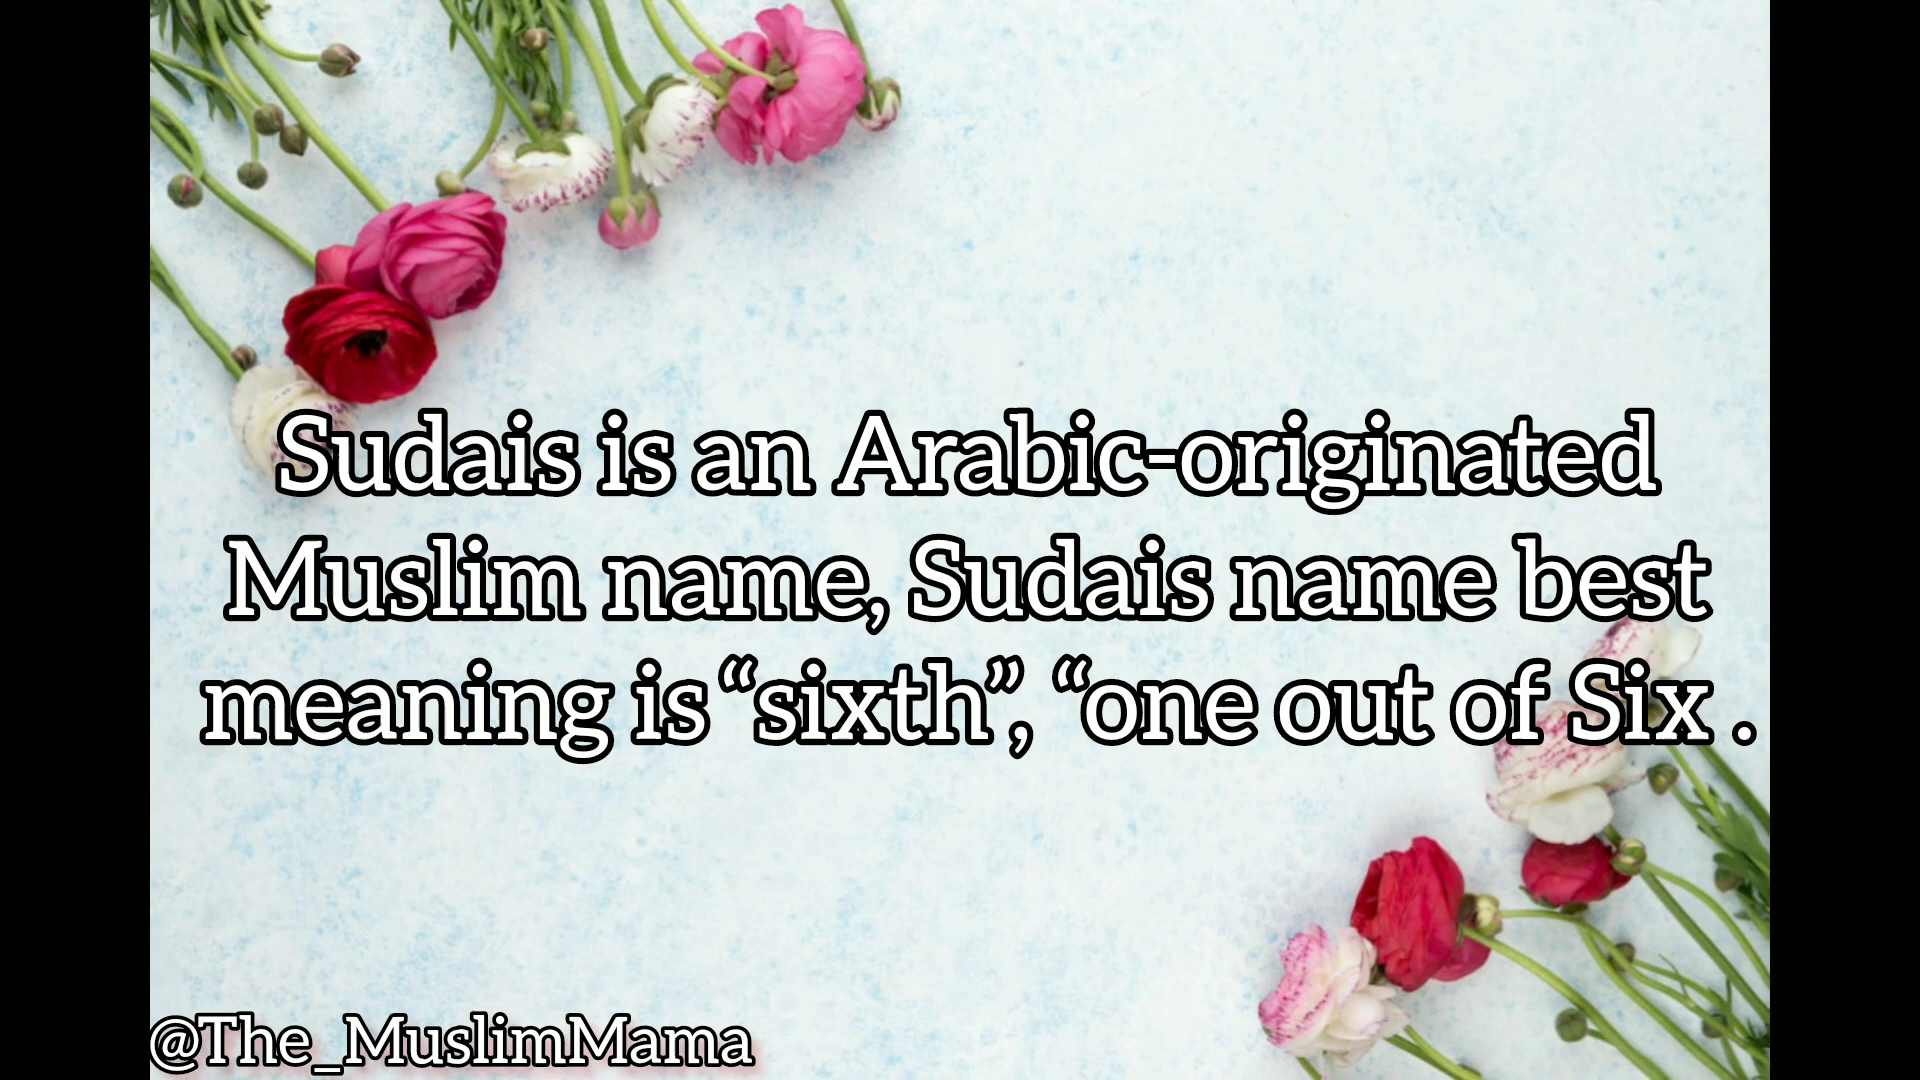 Sudais is an Arabic-originated
Muslim name, Sudais name best
meaning is “sixth”, “one out of Six .
@The_MuslimMama